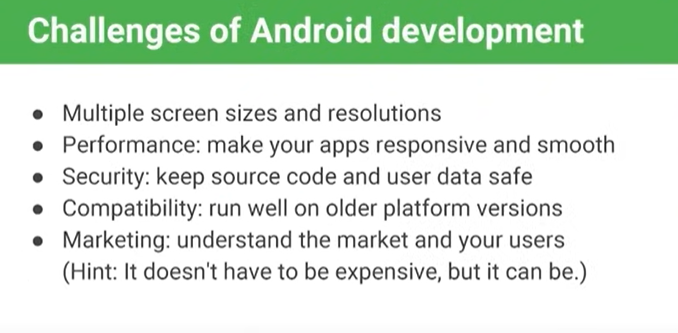 Challenges of Android development
● Multiple screen sizes and resolutions
● Performance: make your apps responsive and smooth
● Security: keep source code and user data safe
● Compatibility: run well on older platform versions
● Marketing: understand the market and your users
(Hint: It doesn't have to be expensive, but it can be.)